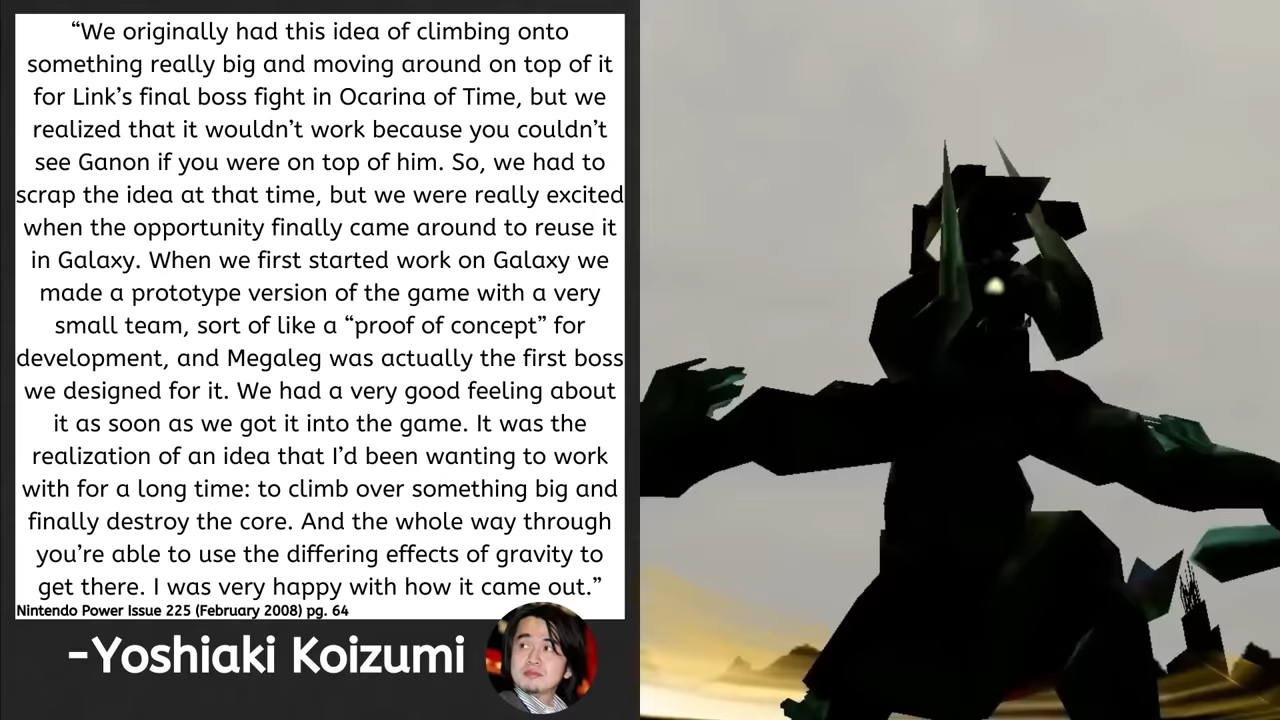 “We originally had this idea of climbing onto
something really big and moving around on top of it
for Link’s final boss fight in Ocarina of Time, but we
realized that it wouldn’t work because you couldn’t
see Ganon if you were on top of him. So, we had to
scrap the idea at that time, but we were really excited
when the opportunity finally came around to reuse it
in Galaxy. When we first started work on Galaxy we
made a prototype version of the game with a very
small team, sort of like a “proof of concept” for
development, and Megaleg was actually the first boss
we designed for it. We had a very good feeling about
it as soon as we got it into the game. It was the
realization of an idea that I’d been wanting to work
with for a long time: to climb over something big and
finally destroy the core. And the whole way through
you’re able to use the differing effects of gravity to
get there. I was very happy with how it came out.”
Nintendo Power Issue 225 (February 2008) pg. 64
-Yoshiaki Koizumi